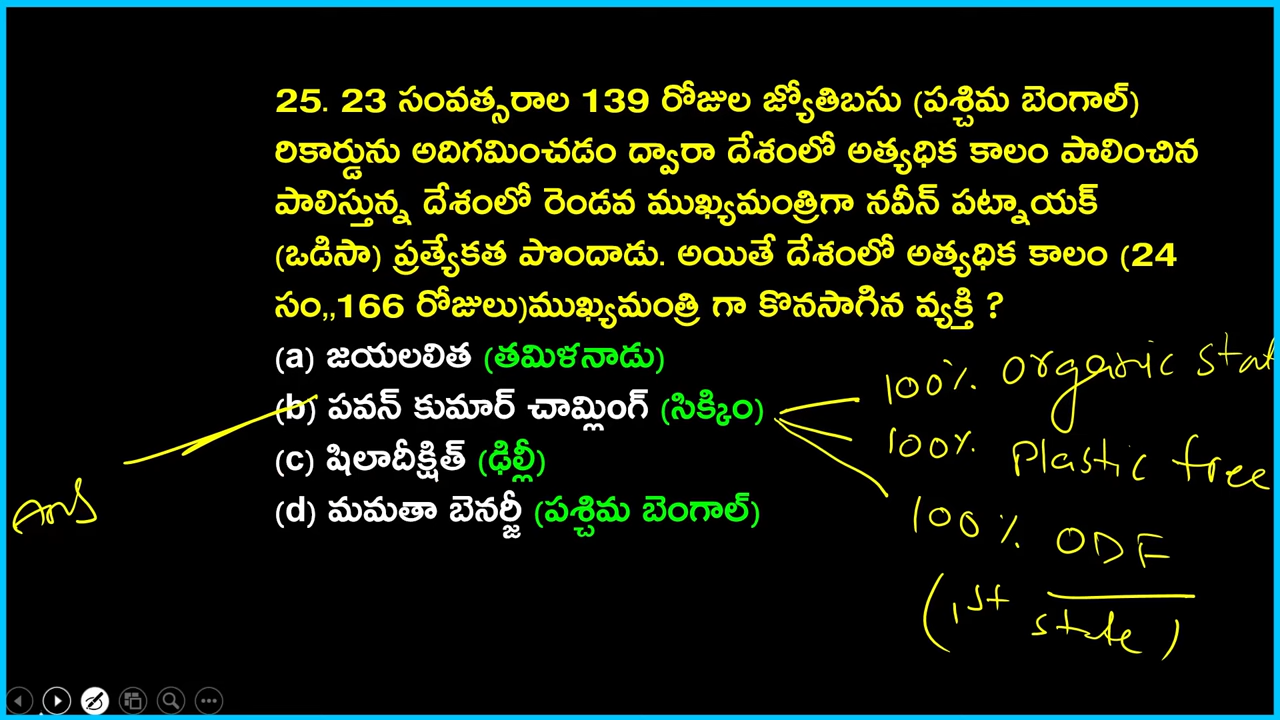 25. 23 సంవత్సరాల 139 రోజుల జ్యోతిబసు (పశ్చిమ బెంగాల్)
రికార్డును అదిగమించడం ద్వారా దేశంలో అత్యధిక కాలం పాలించిన
పాలిస్తున్న దేశంలో రెండవ ముఖ్యమంత్రిగా నవీన్ పట్నాయక్
(ఒడిసా) ప్రత్యేకత పొందాడు. అయితే దేశంలో అత్యధిక కాలం (24
సం,,166 రోజులు)ముఖ్యమంత్రి గా కొనసాగిన వ్యక్తి ?
(a) జయలలిత (తమిళనాడు)
(b) పవన్ కుమార్ చామ్లింగ్ (సిక్కిం)
(c) షిలాదీక్షిత్ (ఢిల్లీ)
(d) మమతా బెనర్జీ (పశ్చిమ బెంగాల్)
Ans
100% organic stat
100% Plastic free
100% ODF
(1st state)